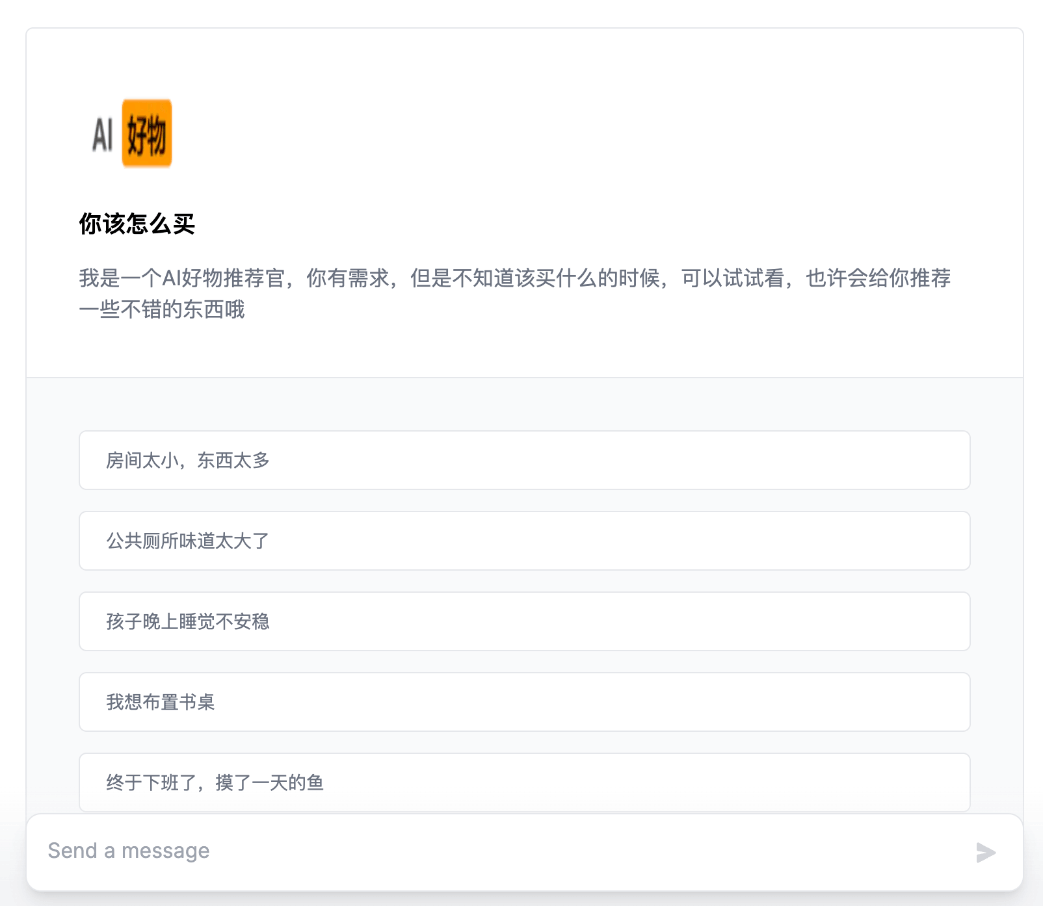 AI 好物
你该怎么买
我是一个AI好物推荐官，你有需求，但是不知道该买什么的时候，可以试试看，也许会给你推荐
一些不错的东西哦
房间太小，东西太多
公共厕所味道太大了
孩子晚上睡觉不安稳
我想布置书桌
终于下班了，摸了一天的鱼
Send a message